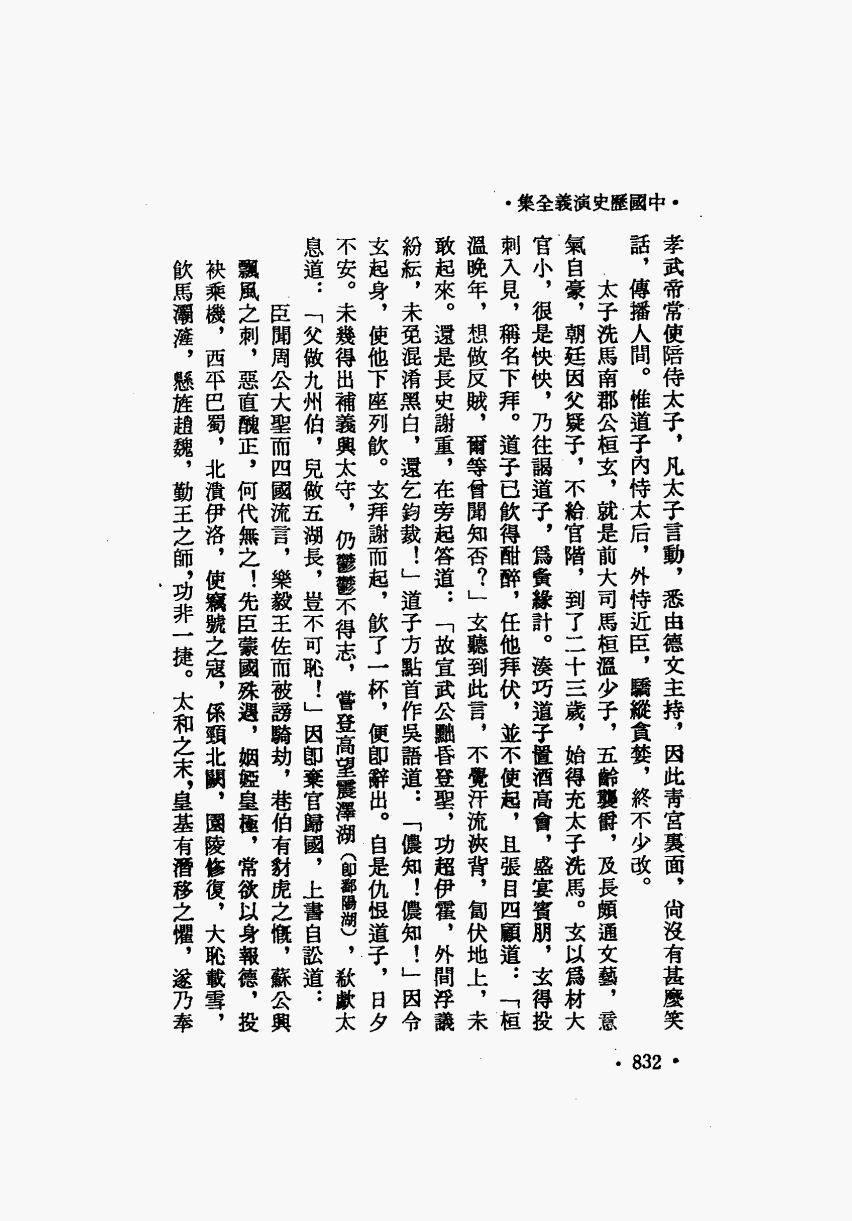 •中國歷史演義全集•
孝武帝常使陪侍太子，凡太子言動，悉由德文主持，因此靑宮裏面，尙沒有甚麼笑
話，傳播人間。惟道子內恃太后，外恃近臣，驕縱貪婪，終不少改。
太子洗馬南郡公桓玄，就是前大司馬桓溫少子，五齡襲爵，及長頗通文藝，意
氣自豪，朝廷因父疑子，不給官階，到了二十三歲，始得充太子洗馬。玄以爲材大
官小，很是怏怏，乃往謁道子，爲夤緣計。湊巧道子置酒高會，盛宴賓朋，玄得投
刺入見，稱名下拜。道子已飮得酣醉，任他拜伏，並不使起，且張目四顧道：「桓
溫晚年，想做反賊，爾等曾聞知否？」玄聽到此言，不覺汗流浹背，匐伏地上，未
敢起來。還是長史謝重，在旁起答道：「故宣武公黜昏登聖，功超伊霍，外間浮議
紛紜，未免混淆黑白，還乞鈞裁！」道子方點首作吳語道：「儂知！儂知！」因令
玄起身，使他下座列飮。玄拜謝而起，飮了一杯，便卽辭出。自是仇恨道子，日夕
不安。未幾得出補義興太守，仍鬱鬱不得志，嘗登高望震澤湖（卽鄱陽湖），欷歔太
息道：「父做九州伯，兒做五湖長，豈不可恥！」因卽棄官歸國，上書自訟道：
臣聞周公大聖而四國流言，樂毅王佐而被謗騎劫，巷伯有豺虎之慨，蘇公興
飄風之刺，惡直醜正，何代無之！先臣蒙國殊遇，姻婭皇極，常欲以身報德，投
袂乘機，西平巴蜀，北潰伊洛，使竊號之寇，係頸北闕，園陵修復，大恥載雪，
飮馬灞滻，懸旌趙魏，勤王之師，功非一捷。太和之末，皇基有潛移之懼，遂乃奉
•832•